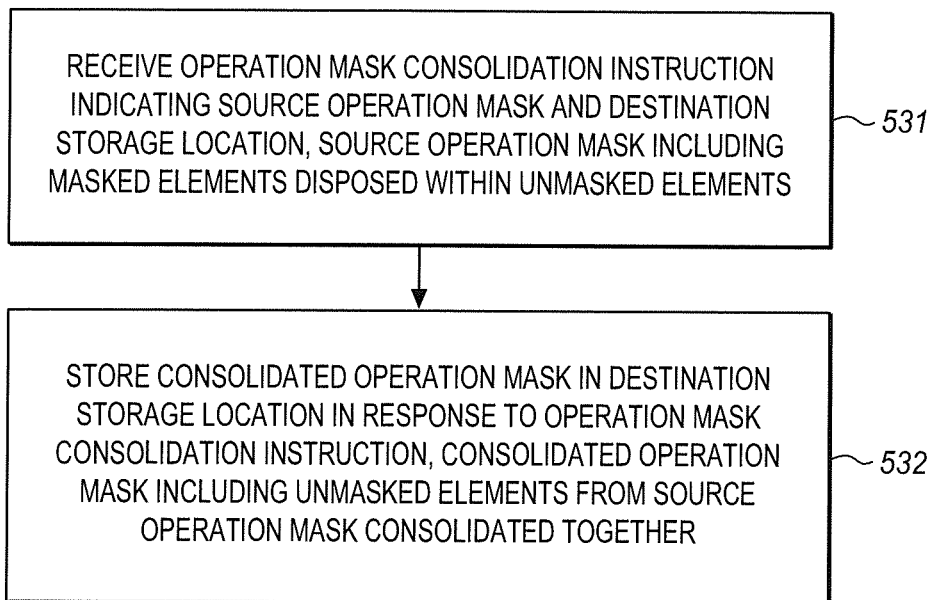 RECEIVE OPERATION MASK CONSOLIDATION INSTRUCTION
INDICATING SOURCE OPERATION MASK AND DESTINATION
STORAGE LOCATION, SOURCE OPERATION MASK INCLUDING
MASKED ELEMENTS DISPOSED WITHIN UNMASKED ELEMENTS
531
STORE CONSOLIDATED OPERATION MASK IN DESTINATION
STORAGE LOCATION IN RESPONSE TO OPERATION MASK
CONSOLIDATION INSTRUCTION, CONSOLIDATED OPERATION
MASK INCLUDING UNMASKED ELEMENTS FROM SOURCE
OPERATION MASK CONSOLIDATED TOGETHER
532